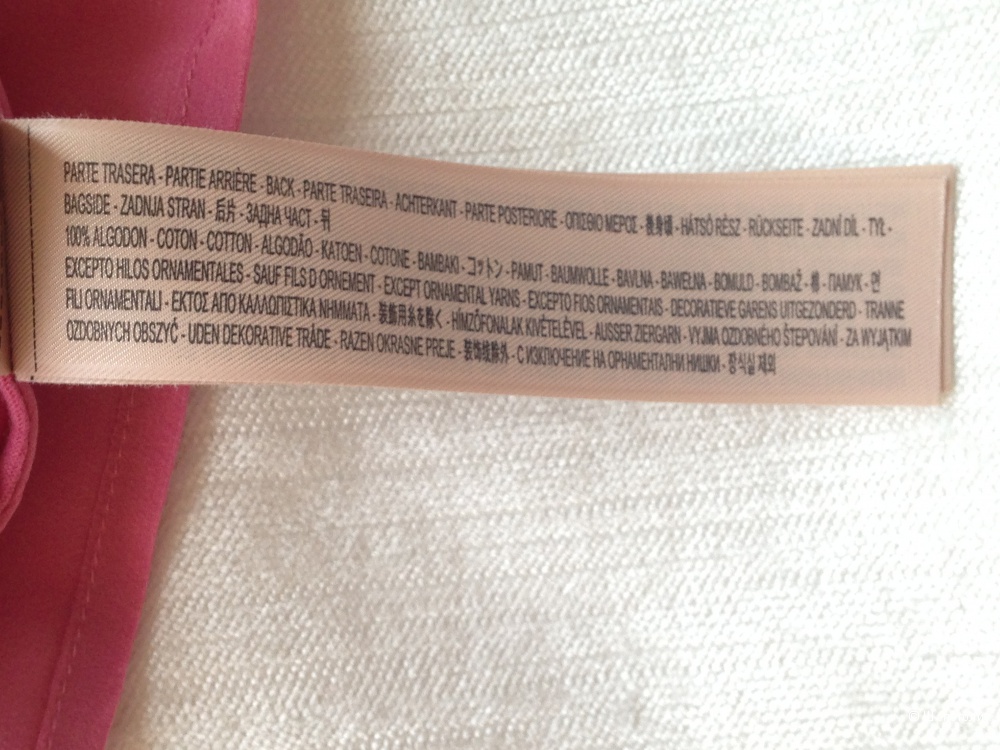 PARTE TRASERA - PARTIE ARRIÈRE - BACK - PARTE TRASEIRA - ACHTERKANT - PARTE POSTERIORE - ΟΠΙΣΘΙΟ ΜΕΡΟΣ - 後身頃 - HÁTSÓ RÉSZ - RÜCKSEITE - ZADNÍ DÍL - TYŁ -
BAGSIDE - ZADNJA STRAN - 后片 - ЗАДНА ЧАСТ - 뒤
100% ALGODON - COTON - COTTON - ALGODÃO - KATOEN - COTONE - BAMBAKI - コットン - PAMUT - BAUMWOLLE - BAVLNA - BAWEŁNA - BOMULD - BOMBAŽ - 棉 - ПАМУК - 면
EXCEPTO HILOS ORNAMENTALES - SAUF FILS D ORNEMENT - EXCEPT ORNAMENTAL YARNS - EXCEPTO FIOS ORNAMENTAIS - DECORATIEVE GARENS UITGEZONDERD - TRANNE
FILI ORNAMENTALI - ΕΚΤΟΣ ΑΠΟ ΚΑΛΛΩΠΙΣΤΙΚΑ ΝΗΜΜΑΤΑ - 装飾用糸を除く - HÍMZŐFONALAK KIVÉTELÉVEL - AUSSER ZIERGARN - VYJMA OZDOBNÉHO ŠTEPOVÁNÍ - ZA WYJĄTKIM
OZDOBNYCH OBSZYĆ - UDEN DEKORATIVE TRÅDE - RAZEN OKRASNE PREJE - 装饰线除外 - С ИЗКЛЮЧЕНИЕ НА ОРНАМЕНТАЛНИ НИШКИ - 장식실 제외